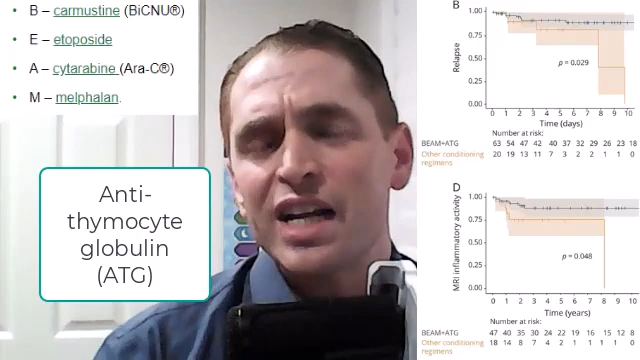 B – carmustine (BiCNU®)
E – etoposide
A – cytarabine (Ara-C®)
M – melphalan.
Anti-
thymocyte
globulin
(ATG)
B
Relapse
1.00
0.75
0.50
0.25
0.00
p = 0.029
0 1 2 3 4 5 6 7 8 9 10
Time (days)
Number at risk:
BEAM+ATG 63 54 47 42 40 37 32 29 26 23 18
Other conditioning regimens 20 19 13 11 7 3 2 2 1 1 0
D
MRI inflammatory activity
1.00
0.75
0.50
0.25
0.00
p = 0.048
0 1 2 3 4 5 6 7 8 9 10
Time (years)
Number at risk:
BEAM+ATG 47 40 35 30 24 22 19 16 15 12 8
Other conditioning regimens 18 14 8 7 4 2 2 1 1 0